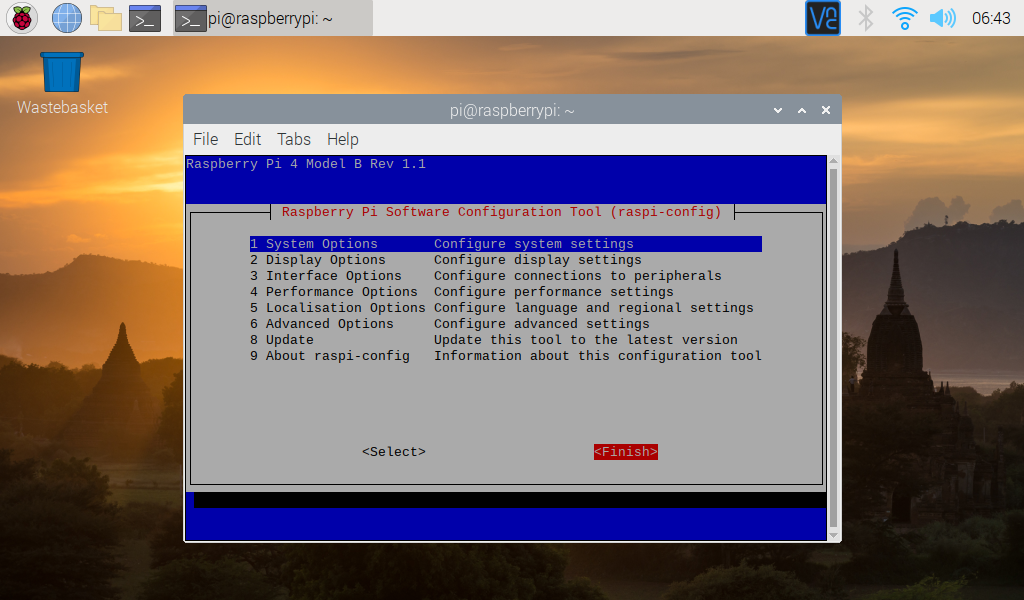 pi@raspberrypi: ~
VNC
06:43
Wastebasket
pi@raspberrypi: ~
File Edit Tabs Help
Raspberry Pi 4 Model B Rev 1.1
Raspberry Pi Software Configuration Tool (raspi-config)
1 System Options Configure system settings
2 Display Options Configure display settings
3 Interface Options Configure connections to peripherals
4 Performance Options Configure performance settings
5 Localisation Options Configure language and regional settings
6 Advanced Options Configure advanced settings
8 Update Update this tool to the latest version
9 About raspi-config Information about this configuration tool
<Select> <Finish>